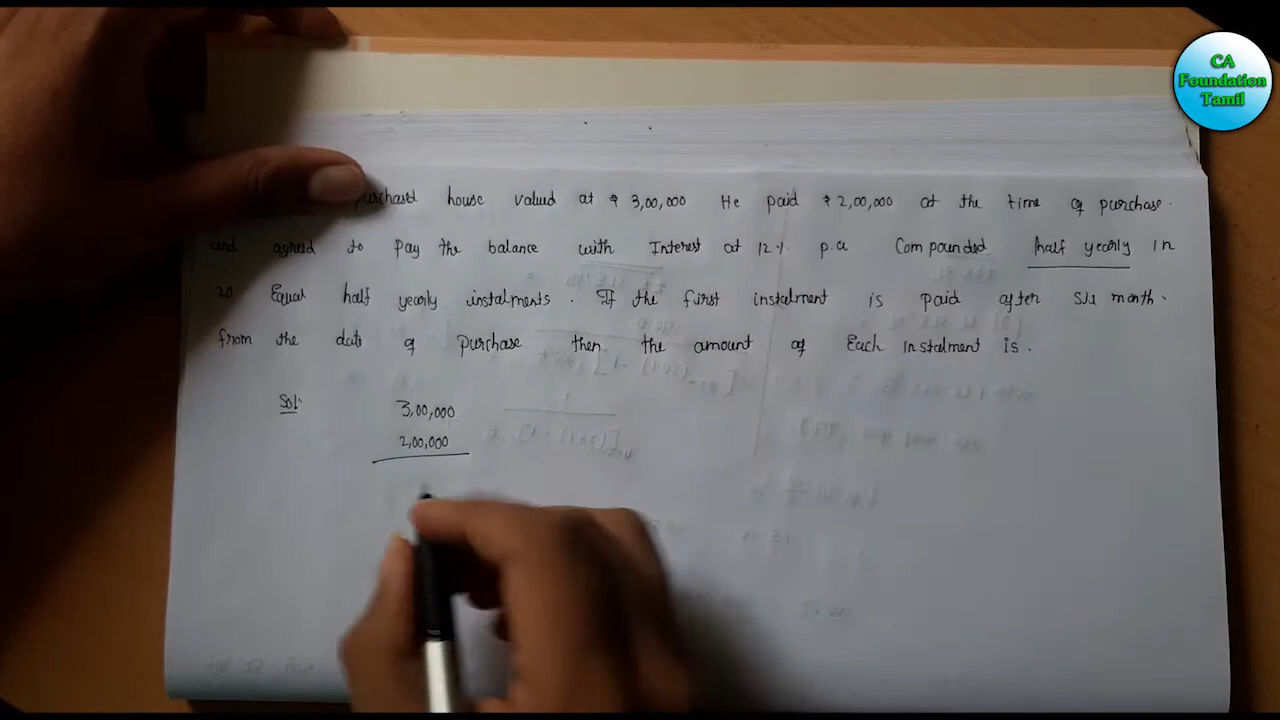 purchased house valued at ₹ 3,00,000 He paid ₹ 2,00,000 at the time of purchase.
and agreed to pay the balance with Interest at 12% p.a Compounded half yearly in
20 Equal half yearly instalments. If the first instalment is paid after six month.
from the date of purchase then the amount of Each instalment is.
Sol:
3,00,000
2,00,000
CA
Foundation
Tamil